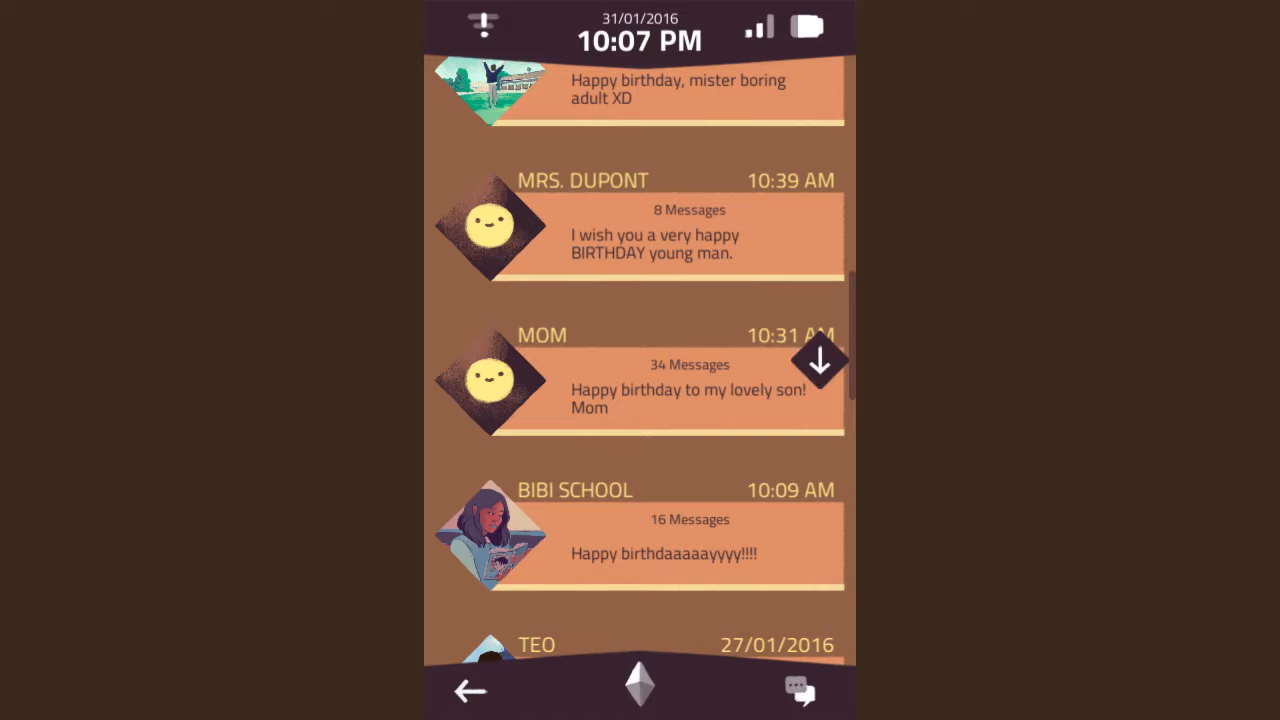 31/01/2016
10:07 PM
Happy birthday, mister boring
adult XD
MRS. DUPONT 10:39 AM
8 Messages
I wish you a very happy
BIRTHDAY young man.
MOM 10:31 AM
34 Messages
Happy birthday to my lovely son!
Mom
BIBI SCHOOL 10:09 AM
16 Messages
Happy birthdaaaaayyyy!!!!
TEO 27/01/2016